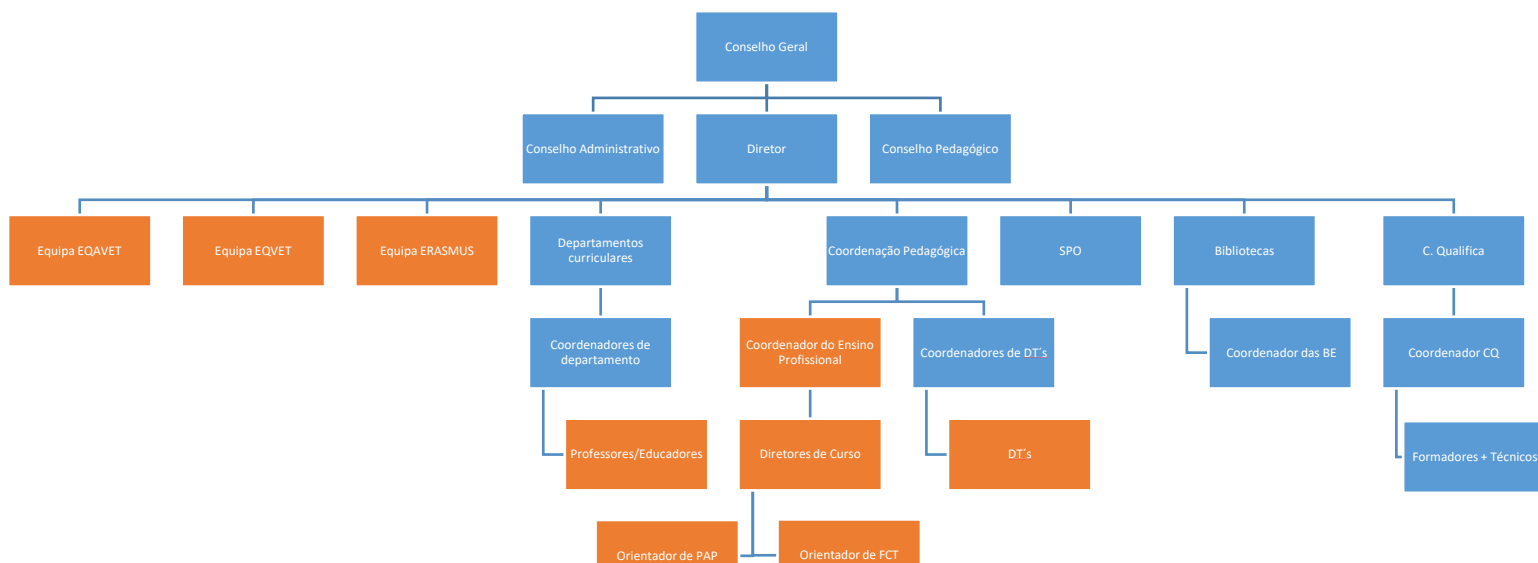 Conselho Geral
Conselho Administrativo
Diretor
Conselho Pedagógico
Equipa EQAVET
Equipa EQVET
Equipa ERASMUS
Departamentos
curriculares
Coordenação Pedagógica
SPO
Bibliotecas
C. Qualifica
Coordenadores de
departamento
Coordenador do Ensino
Profissional
Coordenadores de DT´s
Coordenador das BE
Coordenador CQ
Professores/Educadores
Diretores de Curso
DT´s
Formadores + Técnicos
Orientador de PAP
Orientador de FCT